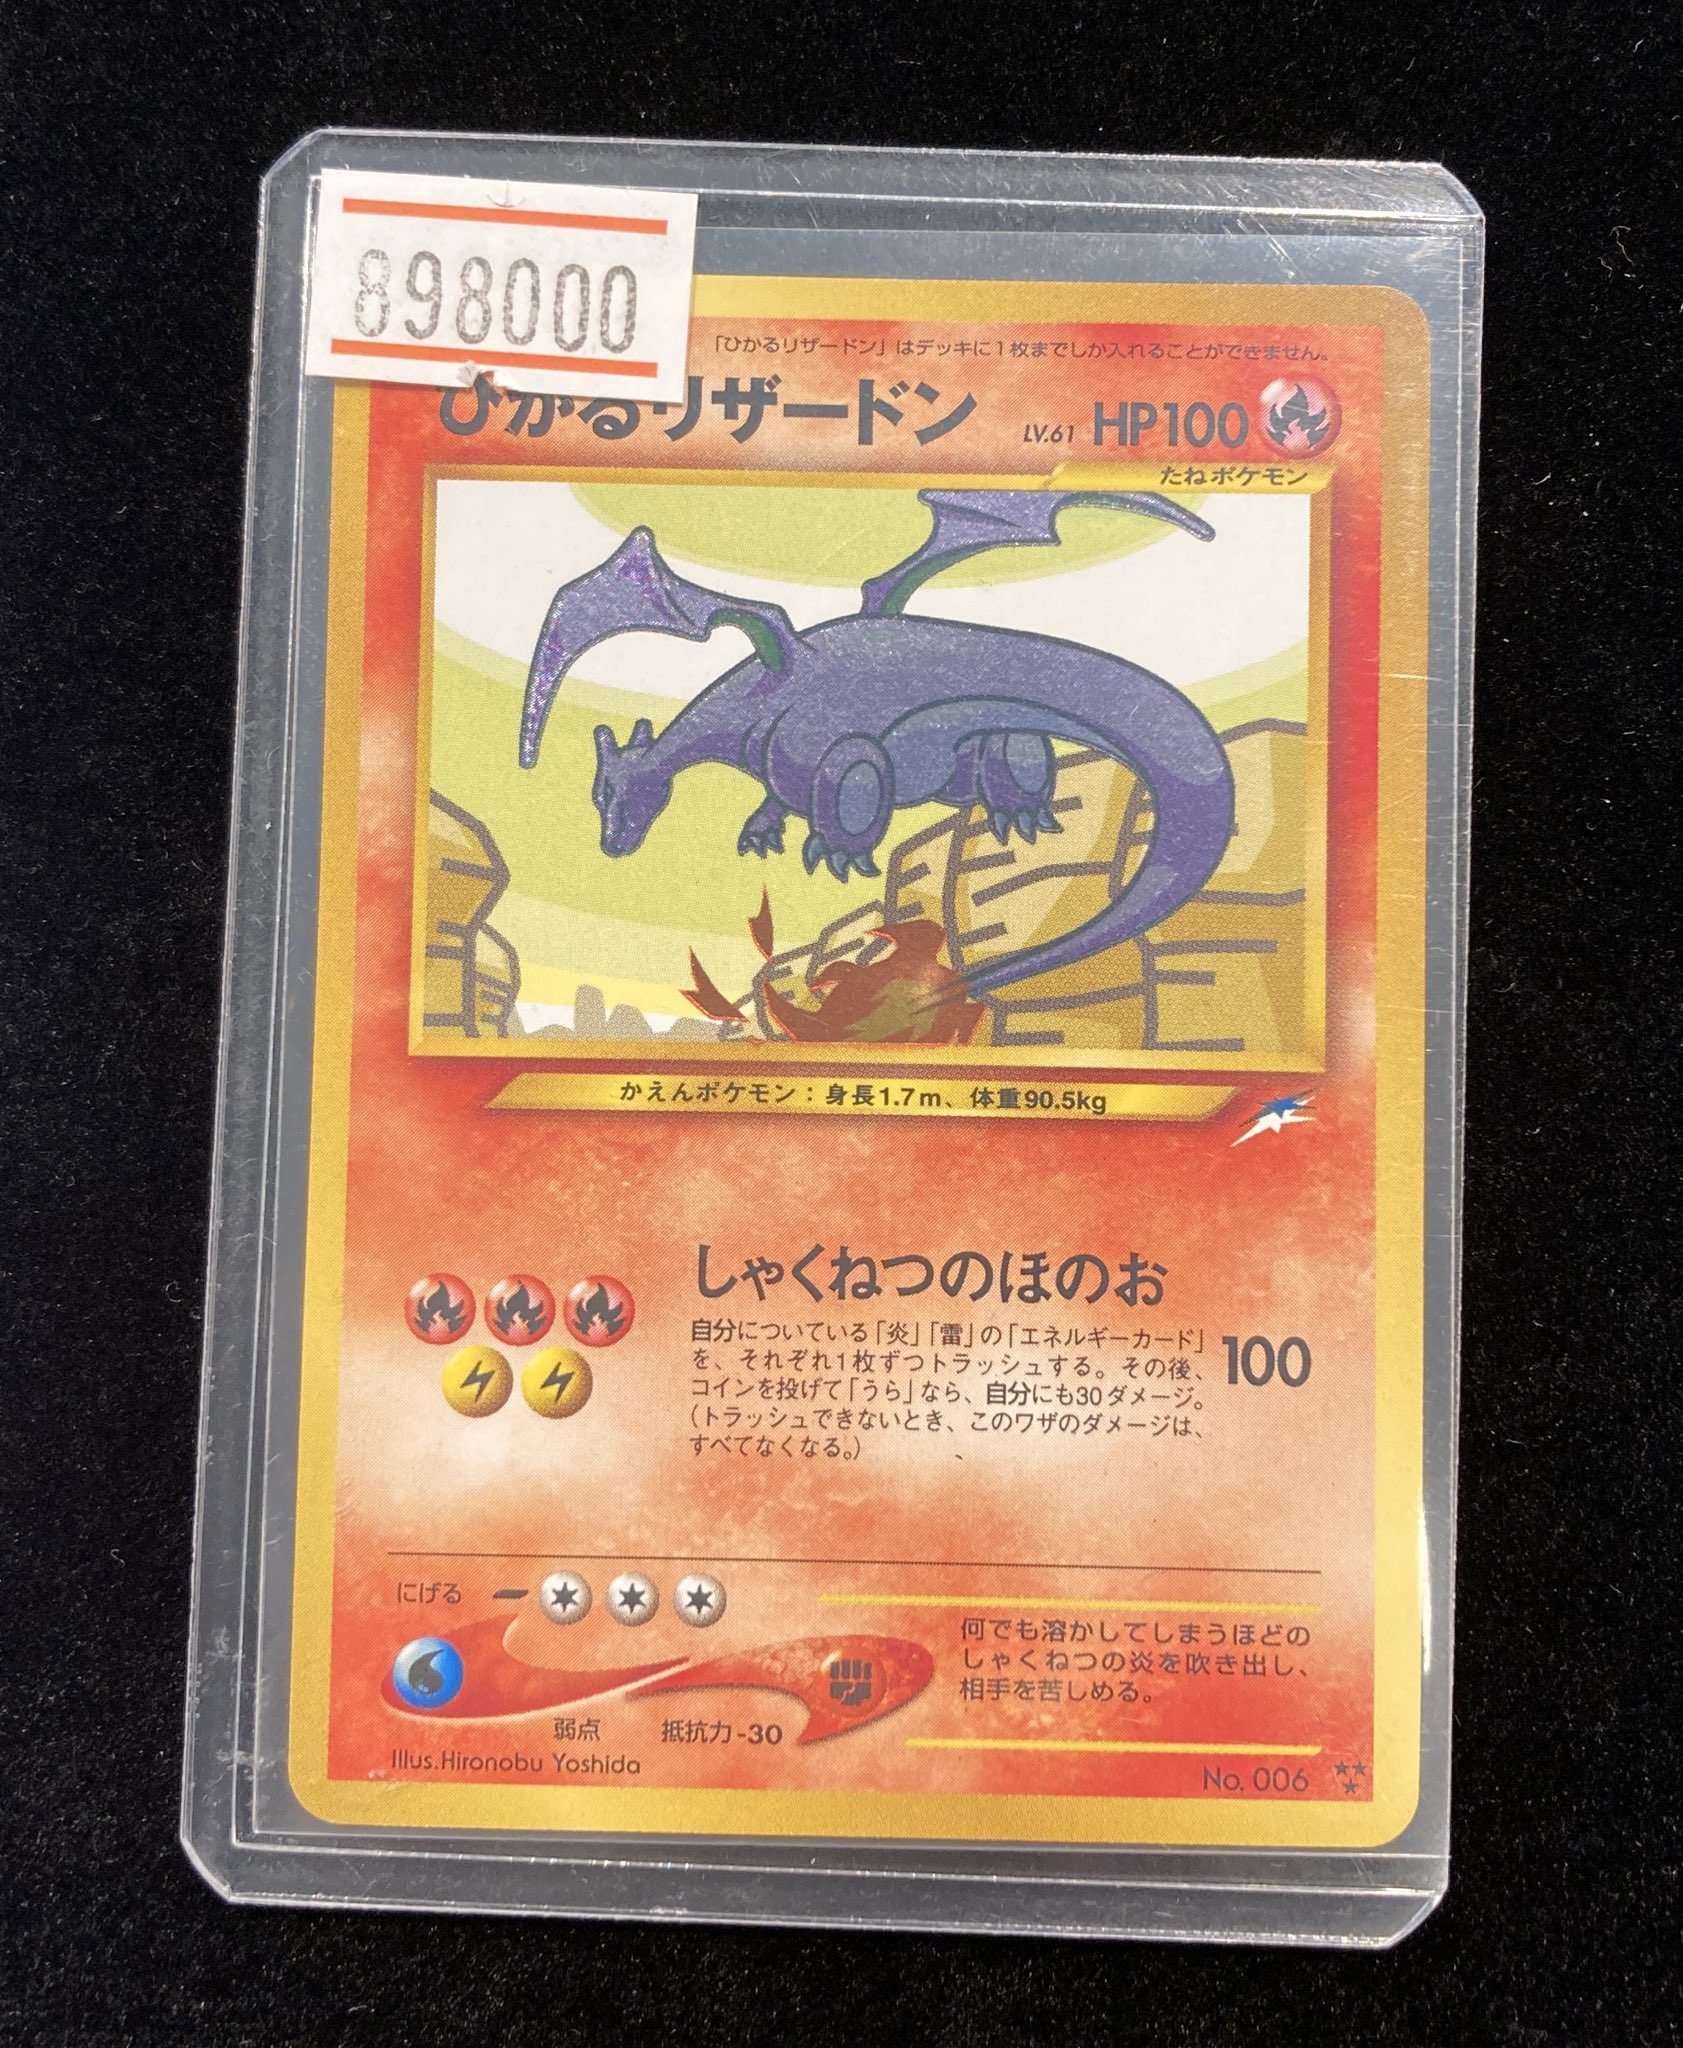 898000
「ひかるリザードン」はデッキに1枚までしか入れることができません。
ひかるリザードン LV.61 HP100
たねポケモン
かえんポケモン：身長1.7m、体重90.5kg
しゃくねつのほのお
自分についている「炎」「雷」の「エネルギーカード」
を、それぞれ1枚ずつトラッシュする。その後、
コインを投げて「うら」なら、自分にも30ダメージ。
(トラッシュできないとき、このワザのダメージは、
すべてなくなる。)
100
にげる
弱点 抵抗力-30
何でも溶かしてしまうほどの
しゃくねつの炎を吹き出し、
相手を苦しめる。
Illus.Hironobu Yoshida
No. 006 ★★★